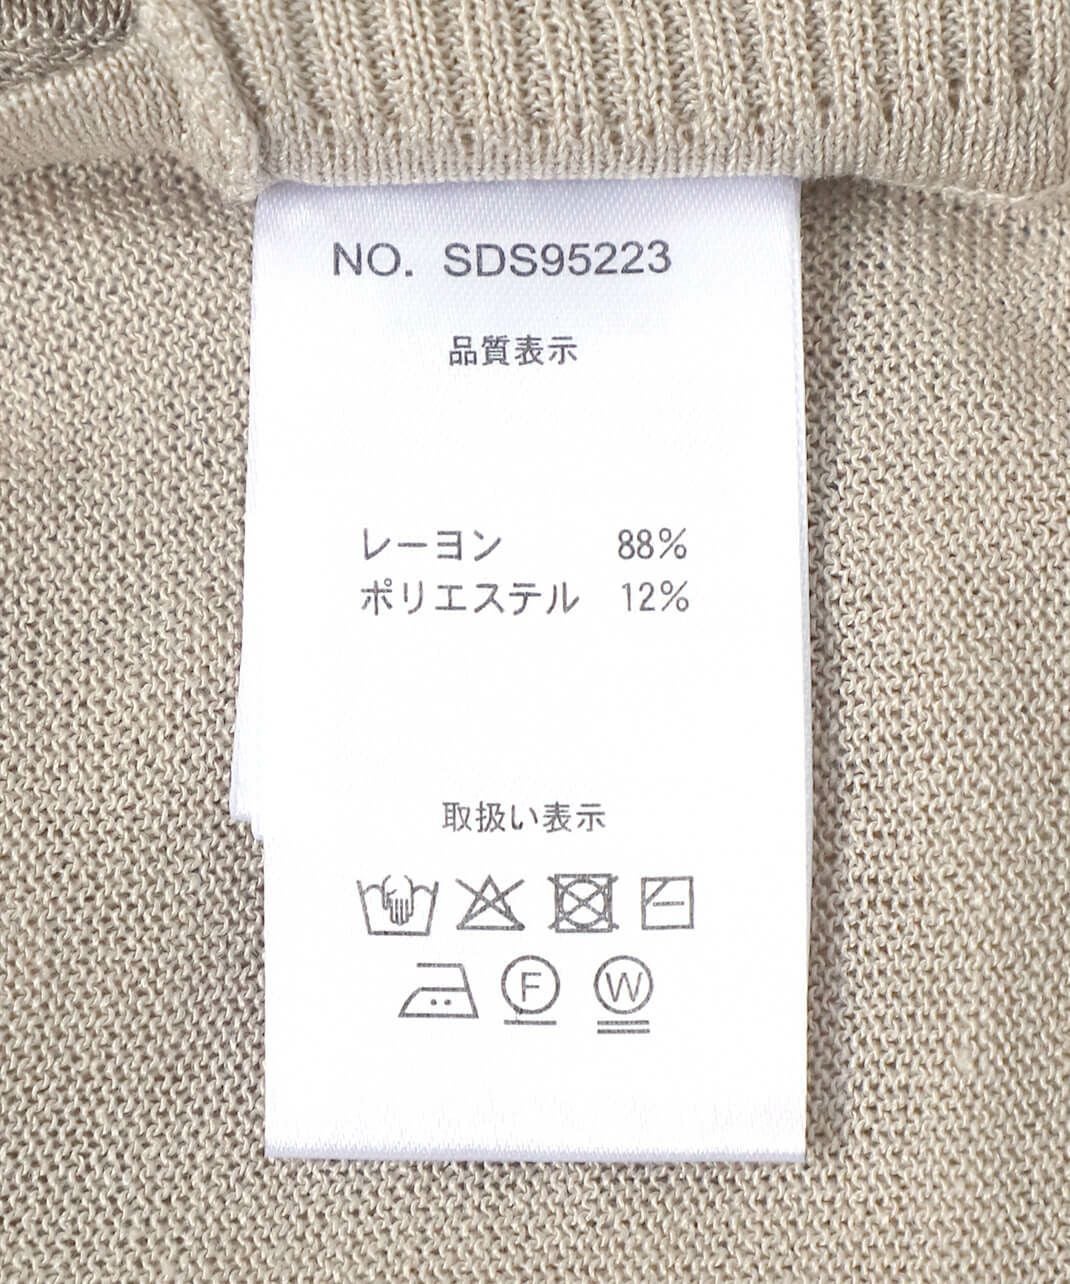 NO. SDS95223
品質表示
レーヨン 88%
ポリエステル 12%
取扱い表示
F W